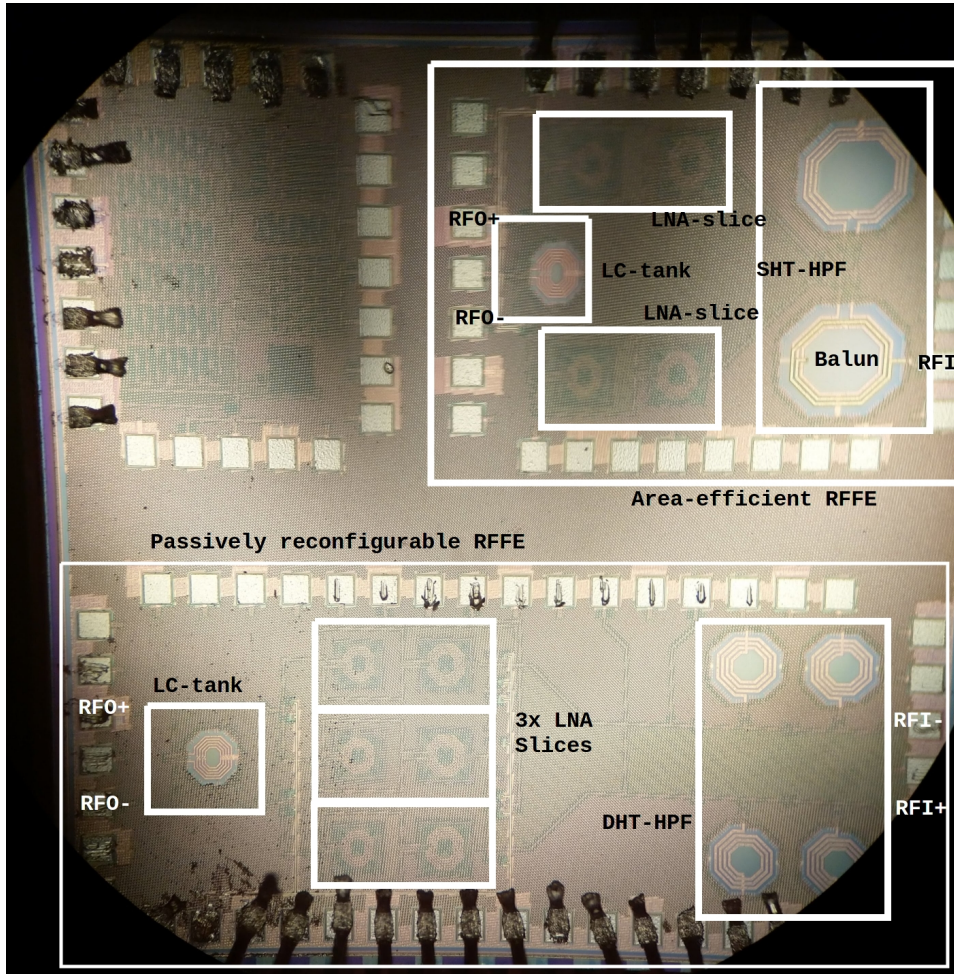 RFO+
LNA-slice
LC-tank
SHT-HPF
RFO-
LNA-slice
Balun
RFI
Area-efficient RFFE
Passively reconfigurable RFFE
LC-tank
RFO+
3x LNA
Slices
RFI-
RFO-
RFI+
DHT-HPF